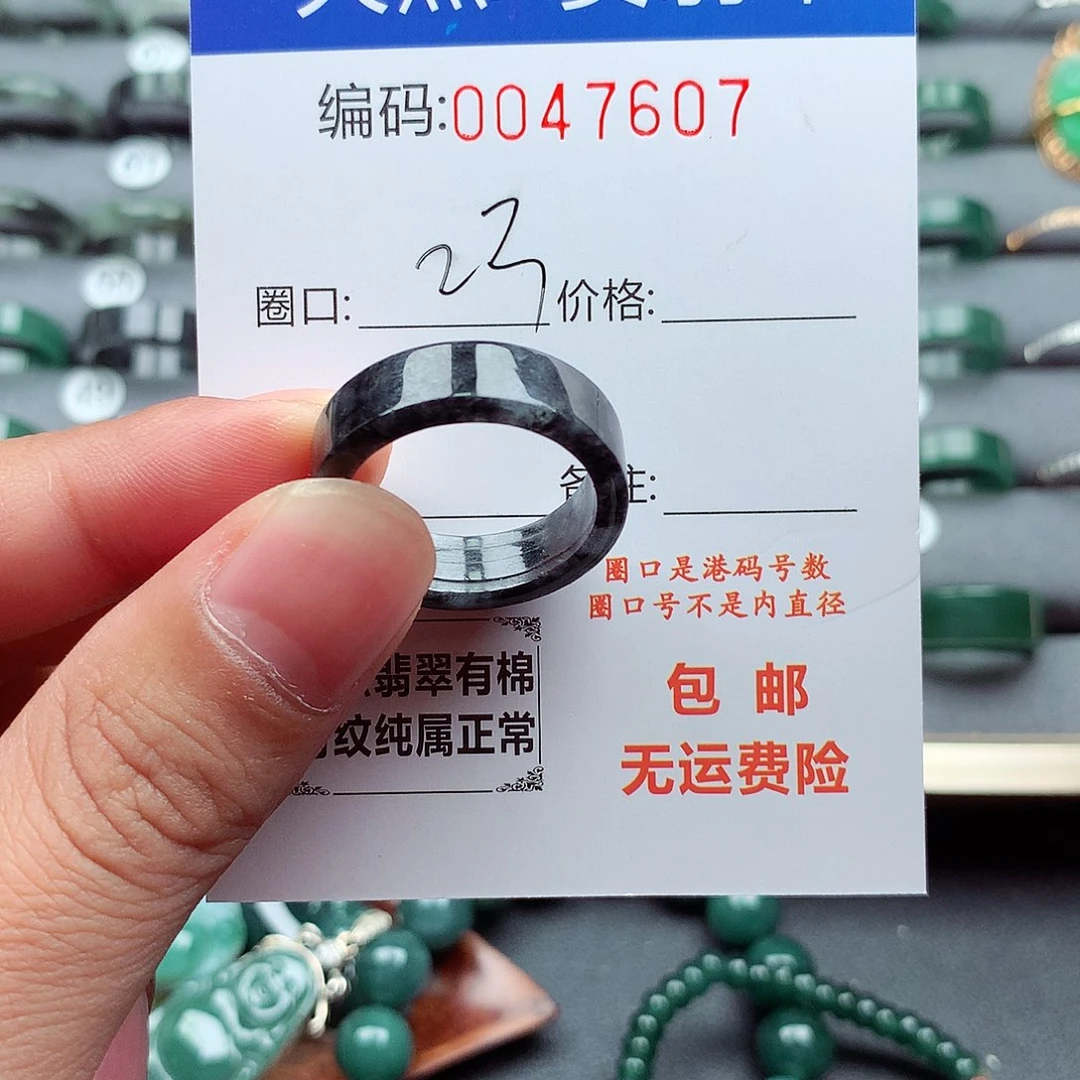 编码:0047607
圈口: 23 价格:
备注:
圈口是港码号数
圈口号不是内直径
翡翠有棉
纹纯属正常
包 邮
无运费险